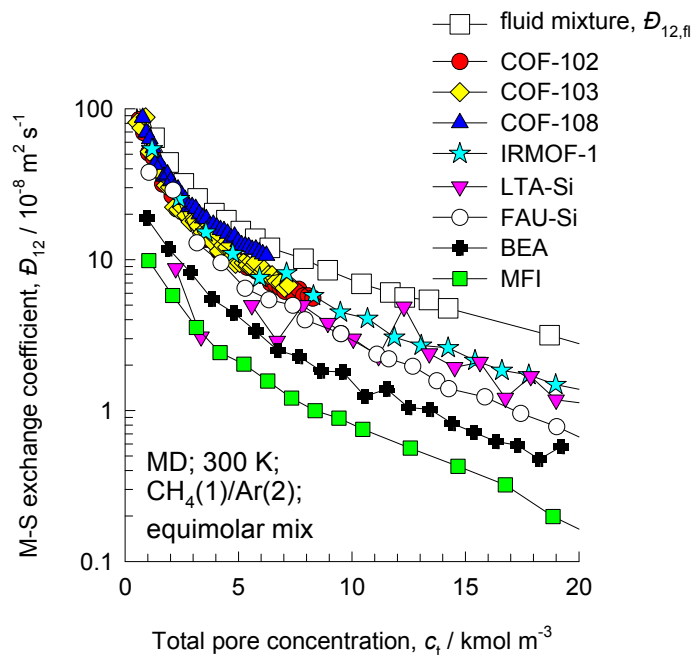 fluid mixture, Đ12,fl
COF-102
COF-103
COF-108
IRMOF-1
LTA-Si
FAU-Si
BEA
MFI
M-S exchange coefficient, Đ12 / 10-8 m2 s-1
100
10
1
0.1
MD; 300 K;
CH4(1)/Ar(2);
equimolar mix
0 5 10 15 20
Total pore concentration, ct / kmol m-3